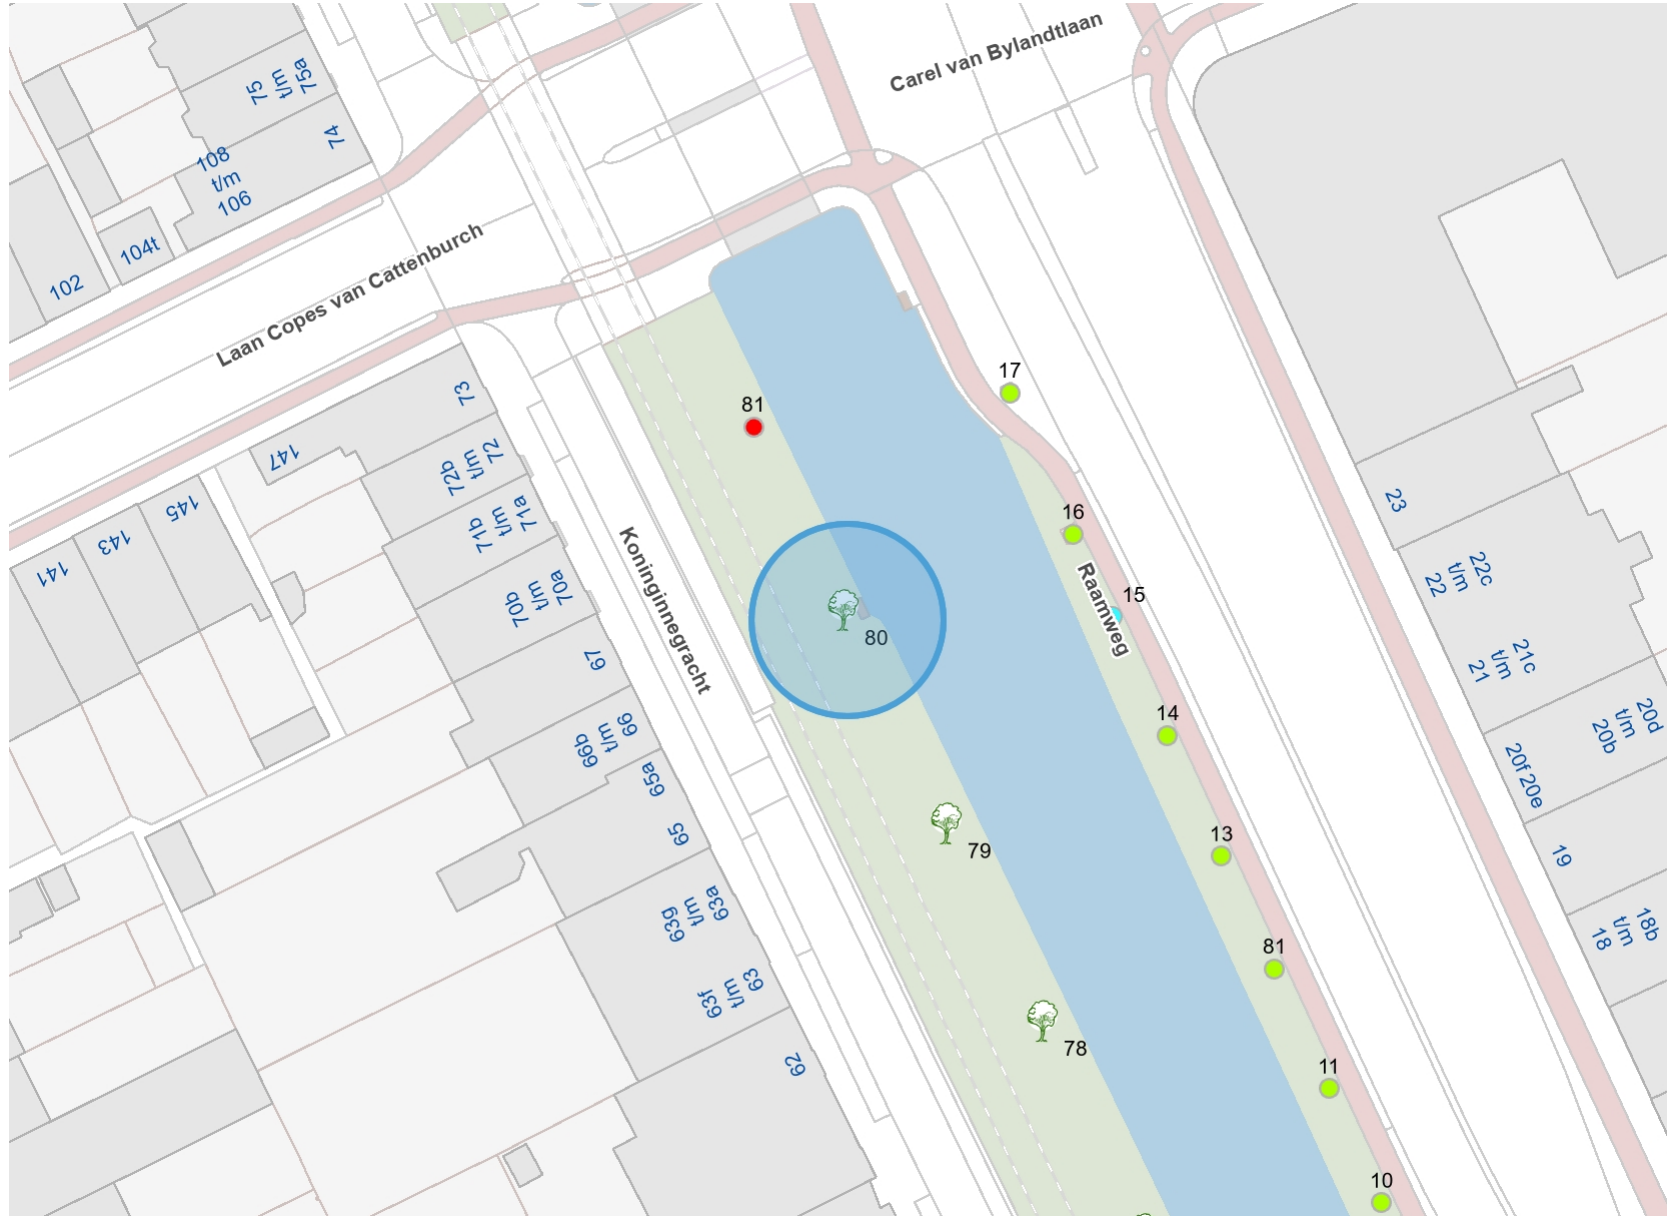 Carel van Bylandtlaan
75
t/m
75a
74
108
t/m
106
104t
102
Laan Copes van Cattenburch
73
147
145
143
141
72
t/m
72b
71a
t/m
71b
70a
t/m
70b
67
66
t/m
66b
65a
65
63a
t/m
63g
63
t/m
63f
62
Koninginnegracht
81
80
79
78
17
16
15
Raamweg
14
13
81
11
10
23
22c
t/m
22
21c
t/m
21
20d
t/m
20b
20f 20e
19
18b
t/m
18